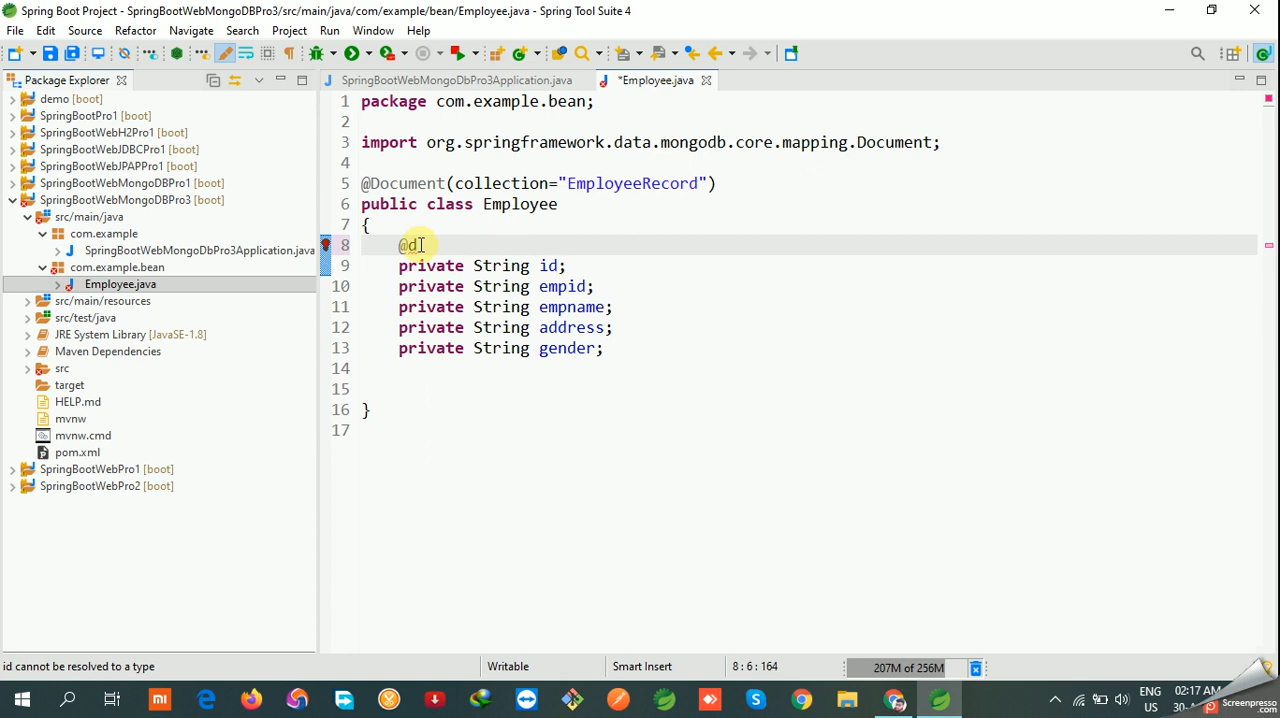 Spring Boot Project - SpringBootWebMongoDBPro3/src/main/java/com/example/bean/Employee.java - Spring Tool Suite 4
File Edit Source Refactor Navigate Search Project Run Window Help
Package Explorer
SpringBootWebMongoDbPro3Application.java
*Employee.java
demo [boot]
SpringBootPro1 [boot]
SpringBootWebH2Pro1 [boot]
SpringBootWebJDBCPro1 [boot]
SpringBootWebJPAPPro1 [boot]
SpringBootWebMongoDBPro1 [boot]
SpringBootWebMongoDBPro3 [boot]
src/main/java
com.example
SpringBootWebMongoDbPro3Application.java
com.example.bean
Employee.java
src/main/resources
src/test/java
JRE System Library [JavaSE-1.8]
Maven Dependencies
src
target
HELP.md
mvnw
mvnw.cmd
pom.xml
SpringBootWebPro1 [boot]
SpringBootWebPro2 [boot]
1 package com.example.bean;
2
3 import org.springframework.data.mongodb.core.mapping.Document;
4
5 @Document(collection="EmployeeRecord")
6 public class Employee
7 {
8 @d
9 private String id;
10 private String empid;
11 private String empname;
12 private String address;
13 private String gender;
14
15
16 }
17
id cannot be resolved to a type
Writable
Smart Insert
8 : 6 : 164
207M of 256M
mi
ENG
US
02:17 AM
Screenpresso
.com